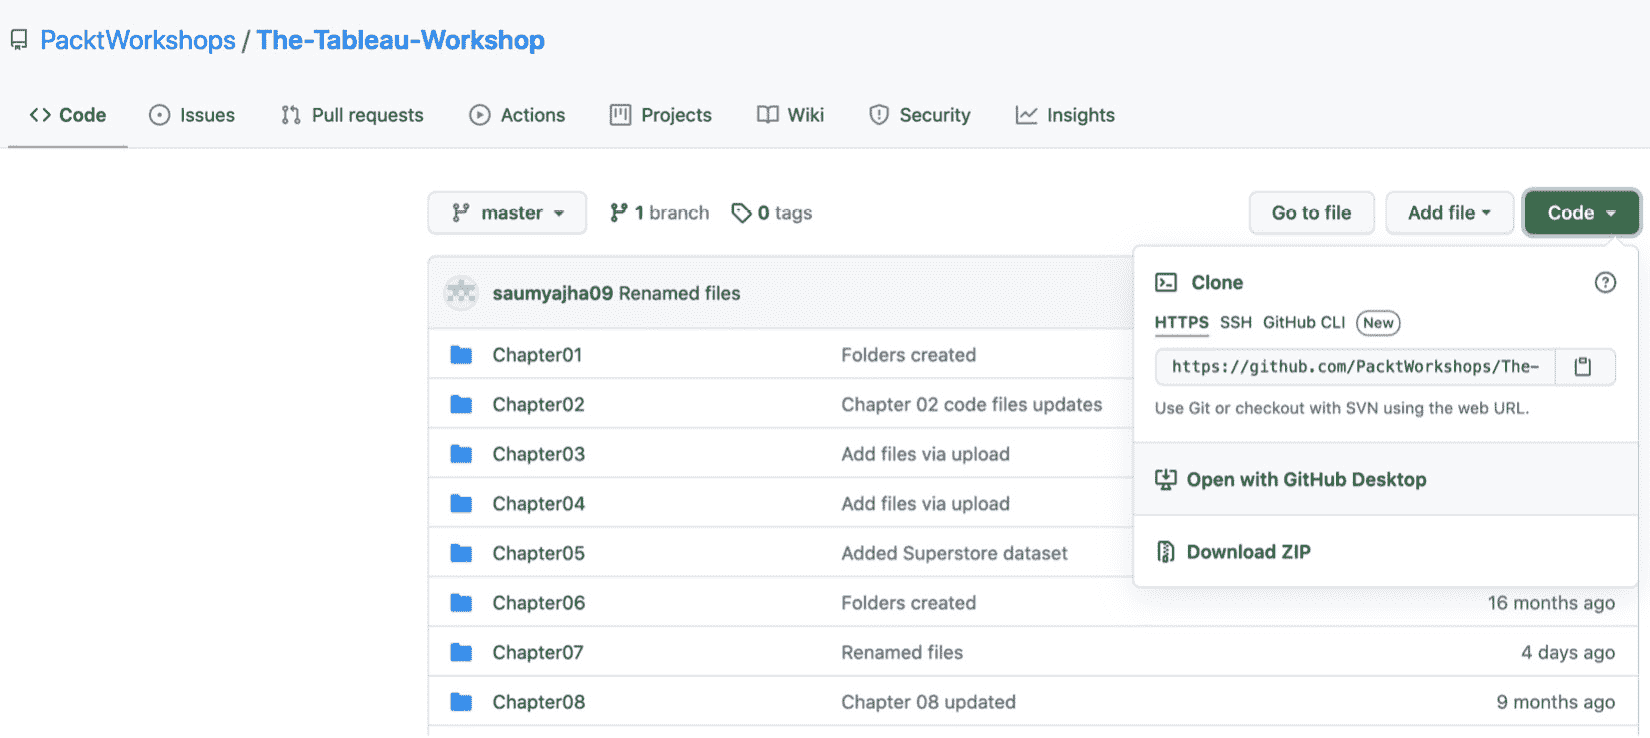 PacktWorkshops / The-Tableau-Workshop
Code Issues Pull requests Actions Projects Wiki Security Insights
master 1 branch 0 tags Go to file Add file Code
saumyajha09 Renamed files
Chapter01 Folders created
Chapter02 Chapter 02 code files updates
Chapter03 Add files via upload
Chapter04 Add files via upload
Chapter05 Added Superstore dataset
Chapter06 Folders created 16 months ago
Chapter07 Renamed files 4 days ago
Chapter08 Chapter 08 updated 9 months ago
Clone
HTTPS SSH GitHub CLI New
https://github.com/PacktWorkshops/The-
Use Git or checkout with SVN using the web URL.
Open with GitHub Desktop
Download ZIP